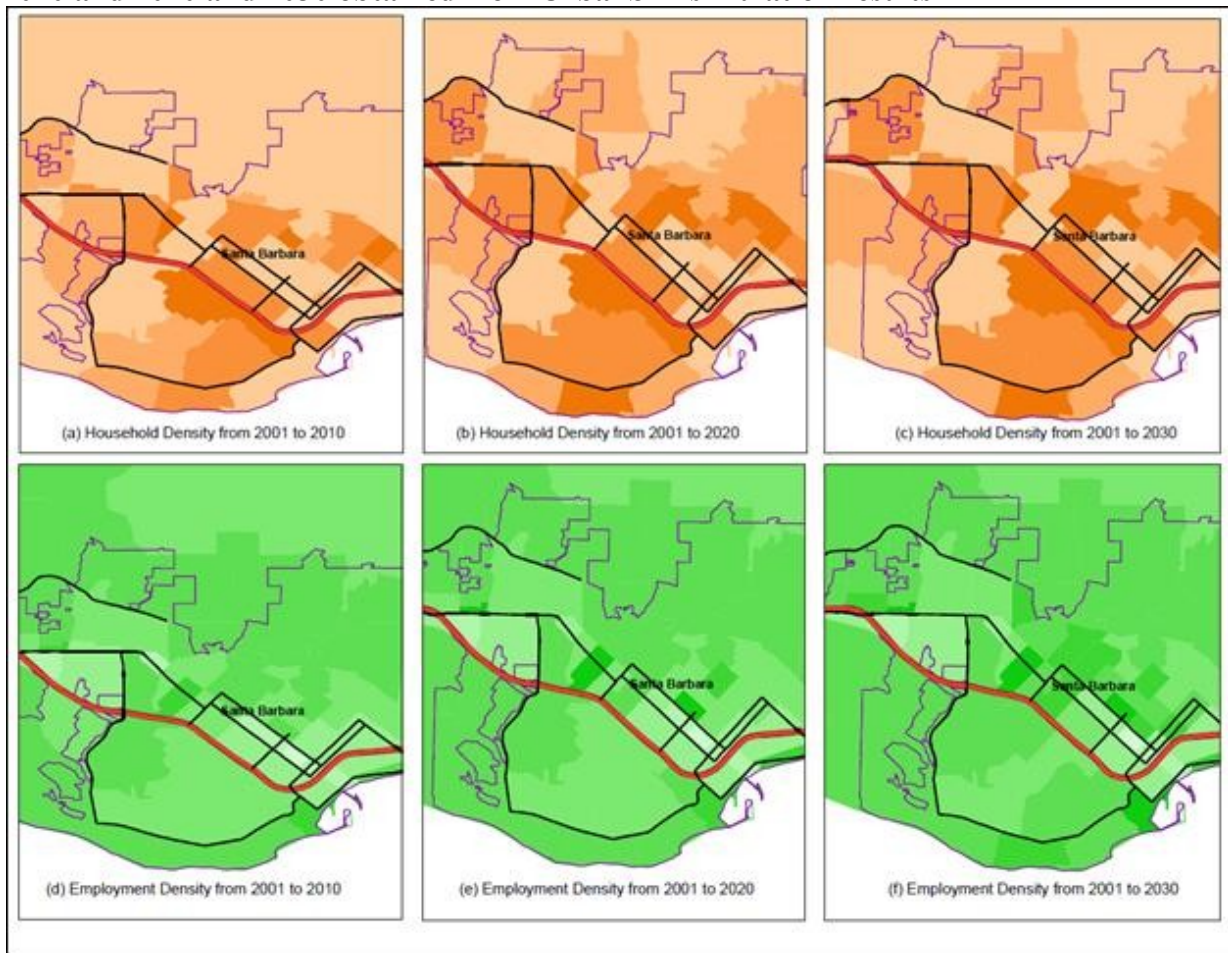 Santa Barbara
Santa Barbara
Santa Barbara
(a) Household Density from 2001 to 2010
(b) Household Density from 2001 to 2020
(c) Household Density from 2001 to 2030
Santa Barbara
Santa Barbara
Santa Barbara
(d) Employment Density from 2001 to 2010
(e) Employment Density from 2001 to 2020
(f) Employment Density from 2001 to 2030